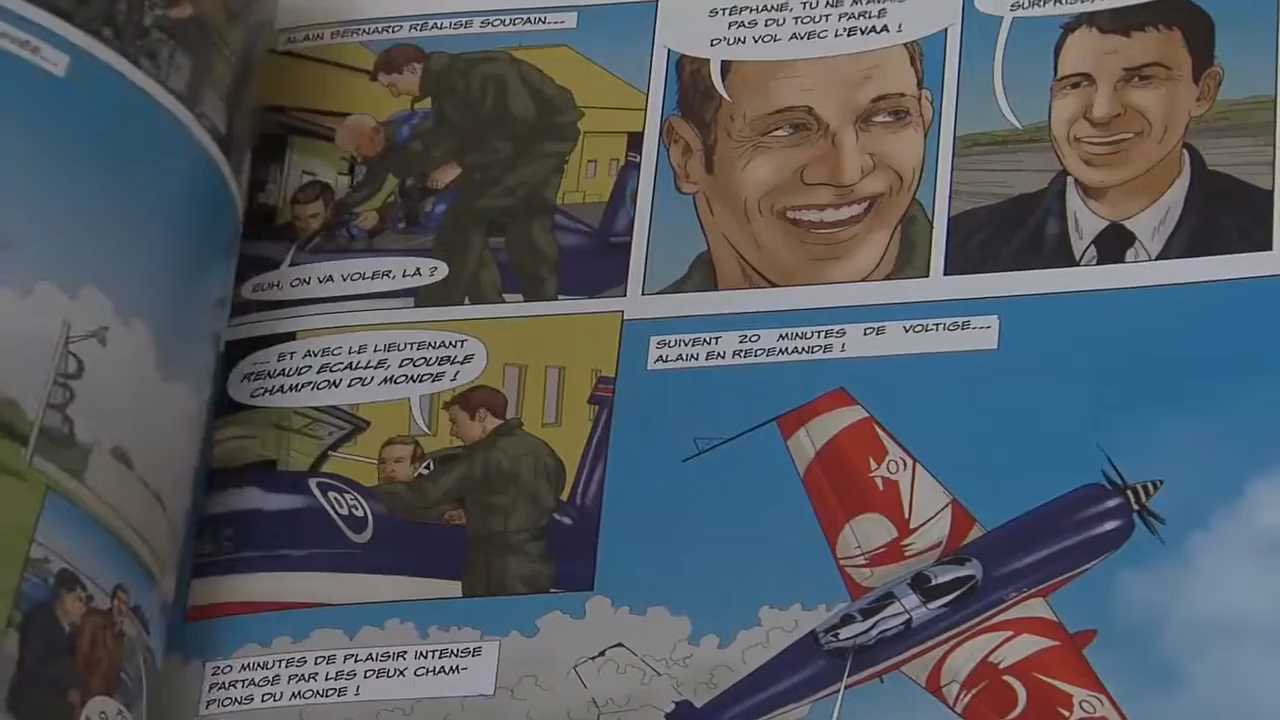 ALAIN BERNARD RÉALISE SOUDAIN...
EUH, ON VA VOLER, LÀ ?
STÉPHANE, TU NE
PAS DU TOUT PARLÉ
D'UN VOL AVEC L'EVAA !
... ET AVEC LE LIEUTENANT
RENAUD ECALLE, DOUBLE
CHAMPION DU MONDE !
05
SUIVENT 20 MINUTES DE VOLTIGE...
ALAIN EN REDEMANDE !
20 MINUTES DE PLAISIR INTENSE
PARTAGÉ PAR LES DEUX CHAM-
PIONS DU MONDE !